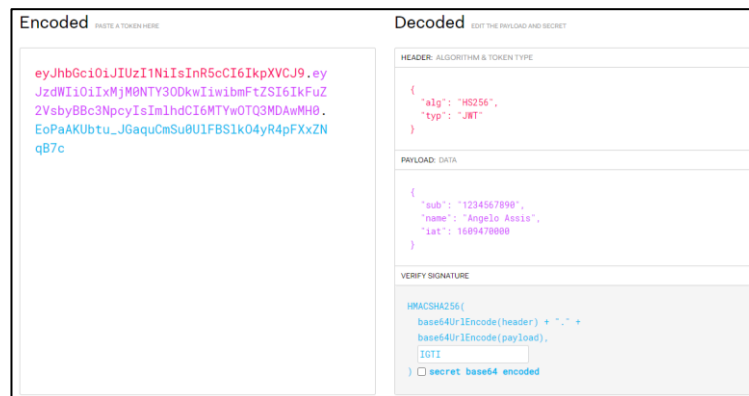 Encoded PASTE A TOKEN HERE
eyJhbGciOiJIUzI1NiIsInR5cCI6IkpXVCJ9.ey
JzdWIiOiIxMjM0NTY3ODkwIiwibmFtZSI6IkFuZ
2VsbyBBc3NpcyIsImlhdCI6MTYwOTQ3MDAwMH0.
EoPaAKUbtu_JGaquCmSu0UlFBSlkO4yR4pFXxZN
qB7c
Decoded EDIT THE PAYLOAD AND SECRET
HEADER: ALGORITHM & TOKEN TYPE
{
"alg": "HS256",
"typ": "JWT"
}
PAYLOAD: DATA
{
"sub": "1234567890",
"name": "Angelo Assis",
"iat": 1609470000
}
VERIFY SIGNATURE
HMACSHA256(
base64UrlEncode(header) + "." +
base64UrlEncode(payload),
IGTI
) secret base64 encoded